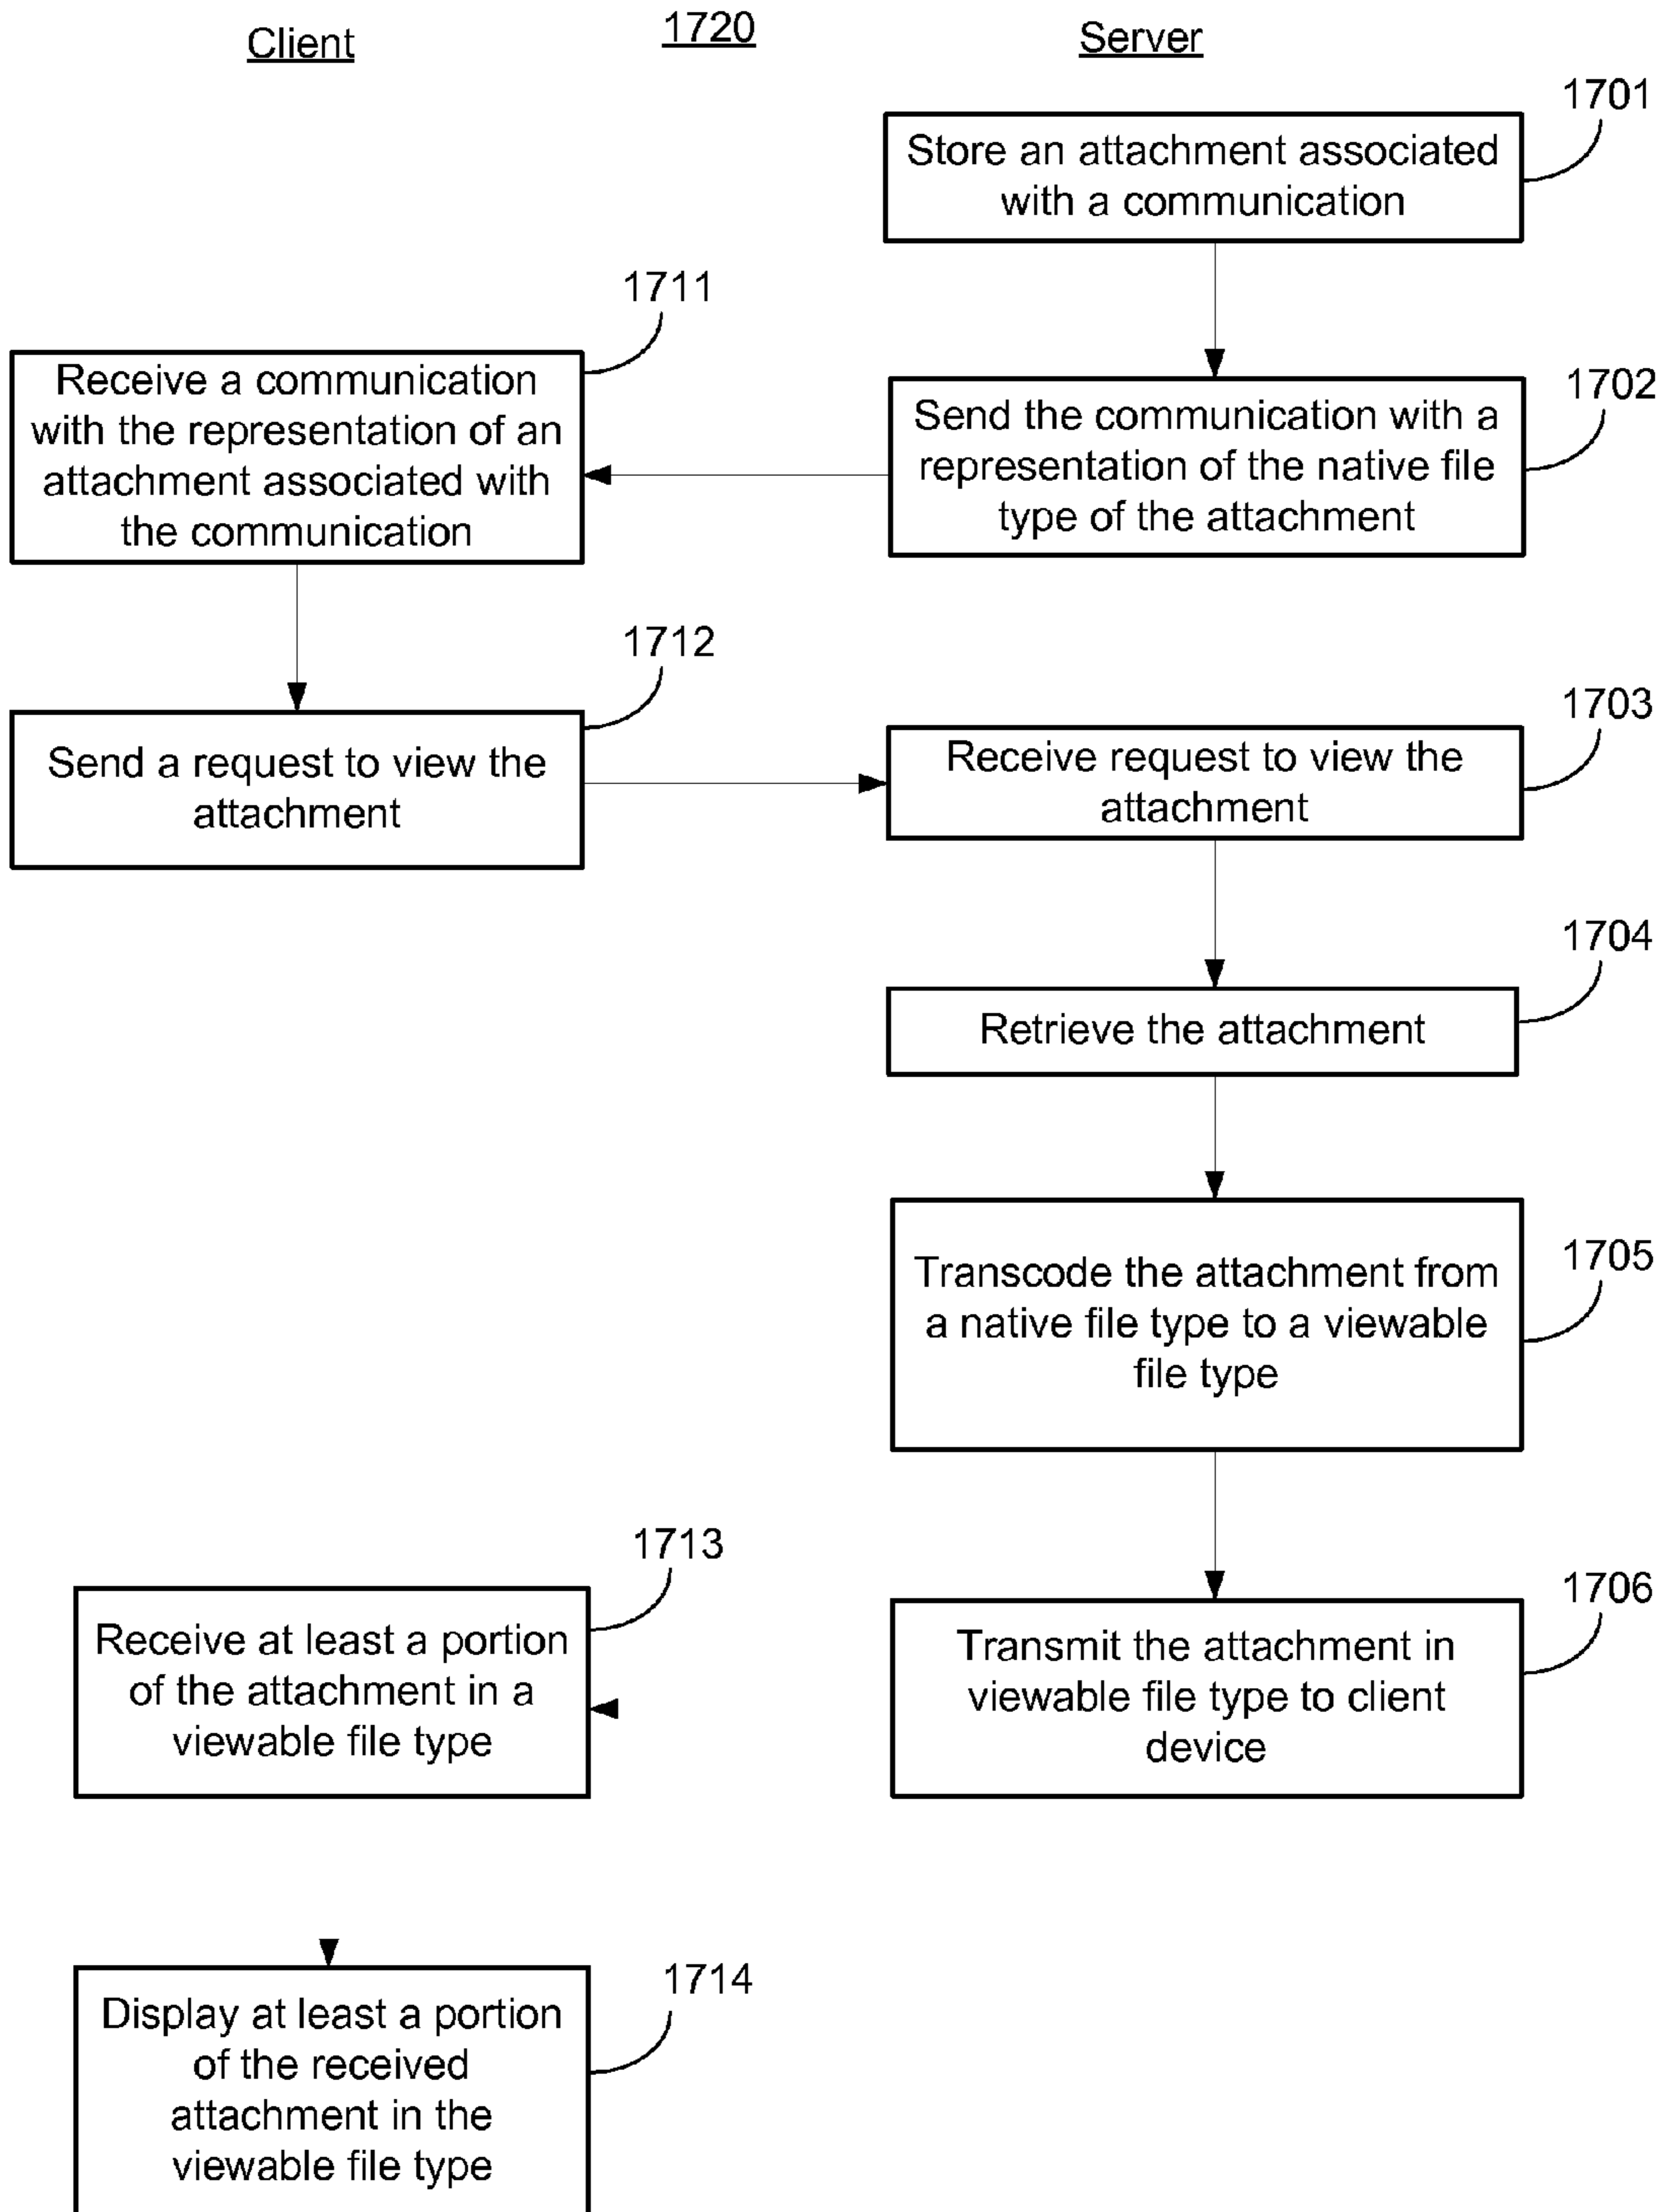 Client
1720
Server
1701
Store an attachment associated
with a communication
1711
Receive a communication
with the representation of an
attachment associated with
the communication
1702
Send the communication with a
representation of the native file
type of the attachment
1712
Send a request to view the
attachment
1703
Receive request to view the
attachment
1704
Retrieve the attachment
1705
Transcode the attachment from
a native file type to a viewable
file type
1713
Receive at least a portion
of the attachment in a
viewable file type
1706
Transmit the attachment in
viewable file type to client
device
1714
Display at least a portion
of the received
attachment in the
viewable file type